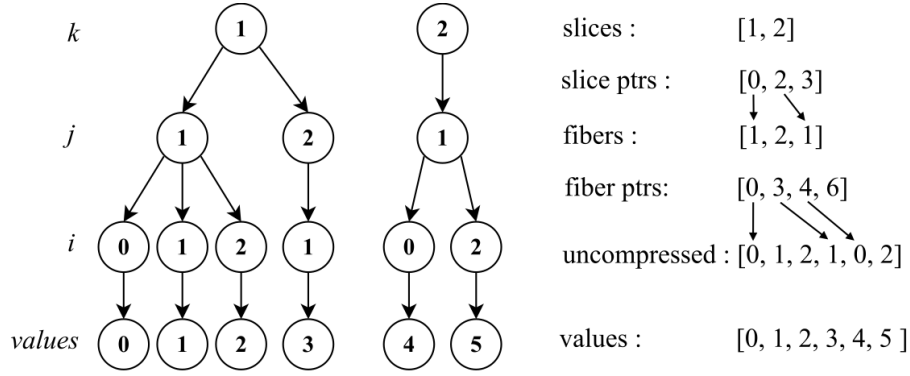 k 1 2 slices : [1, 2]
slice ptrs : [0, 2, 3]
j 1 2 1 fibers : [1, 2, 1]
fiber ptrs: [0, 3, 4, 6]
i 0 1 2 1 0 2 uncompressed : [0, 1, 2, 1, 0, 2]
values 0 1 2 3 4 5 values : [0, 1, 2, 3, 4, 5 ]